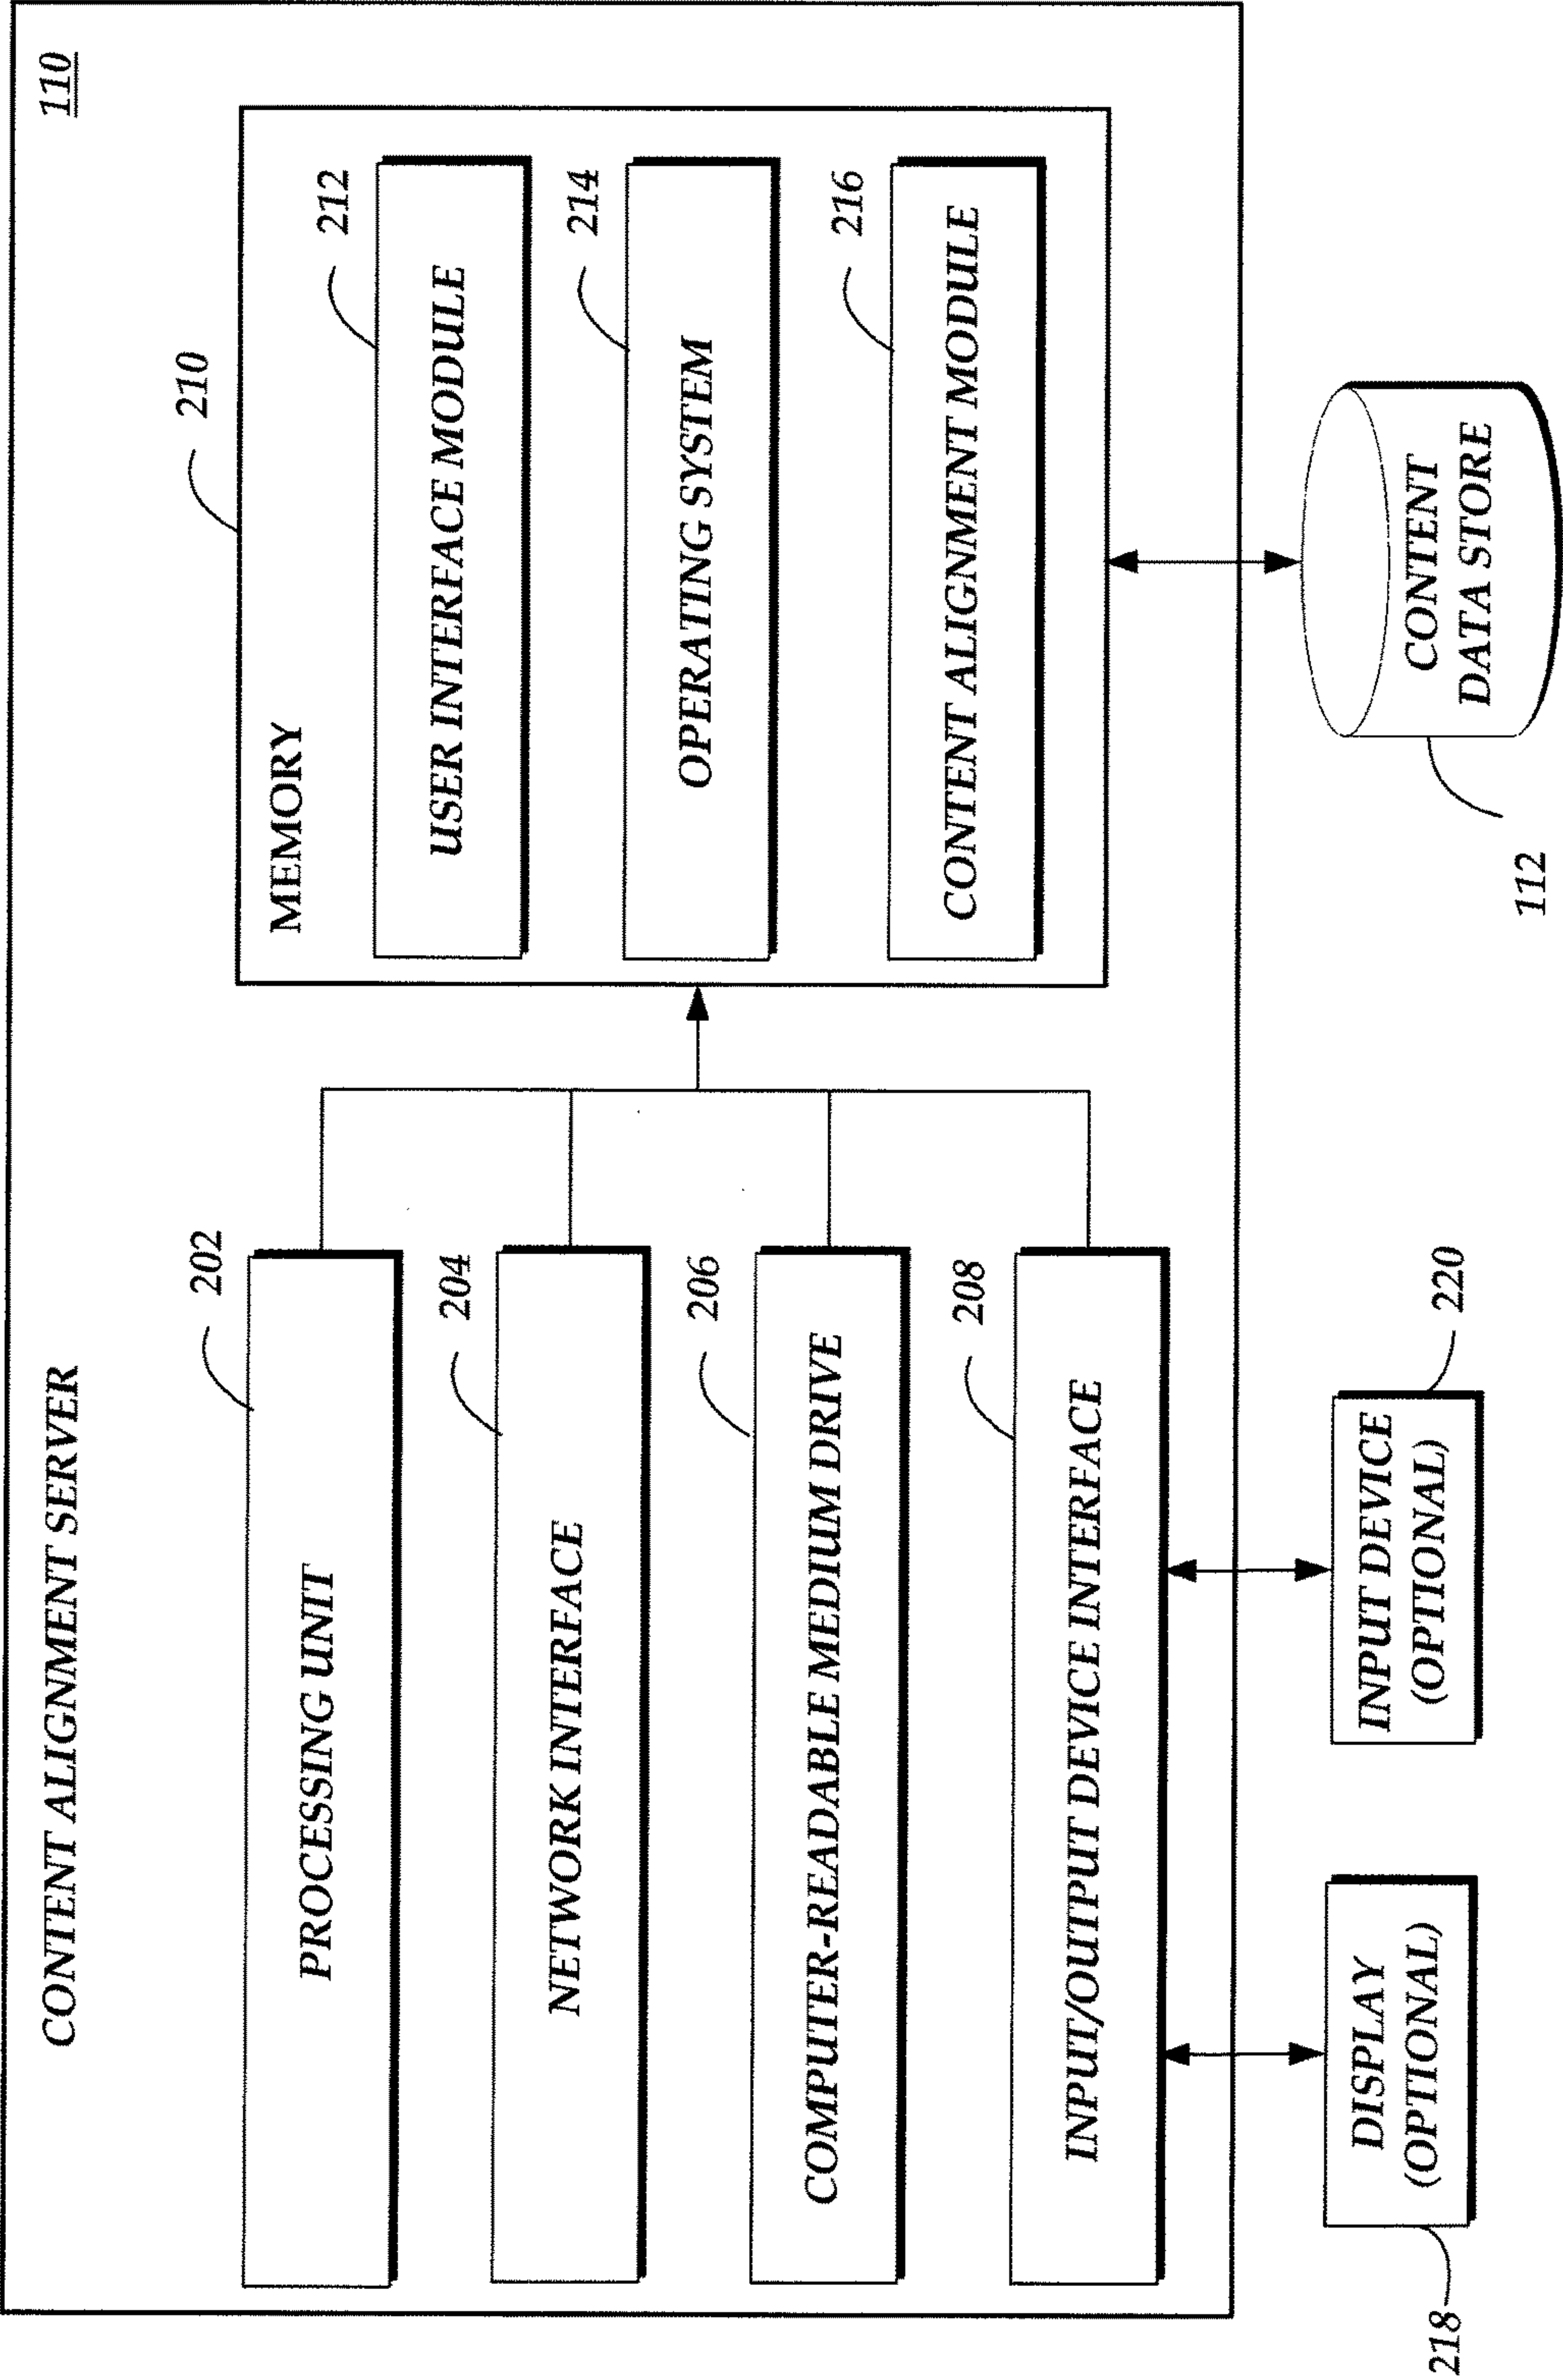 CONTENT ALIGNMENT SERVER
110
202
PROCESSING UNIT
204
NETWORK INTERFACE
206
COMPUTER-READABLE MEDIUM DRIVE
208
INPUT/OUTPUT DEVICE INTERFACE
210
MEMORY
212
USER INTERFACE MODULE
214
OPERATING SYSTEM
216
CONTENT ALIGNMENT MODULE
218
DISPLAY
(OPTIONAL)
220
INPUT DEVICE
(OPTIONAL)
112
CONTENT
DATA STORE